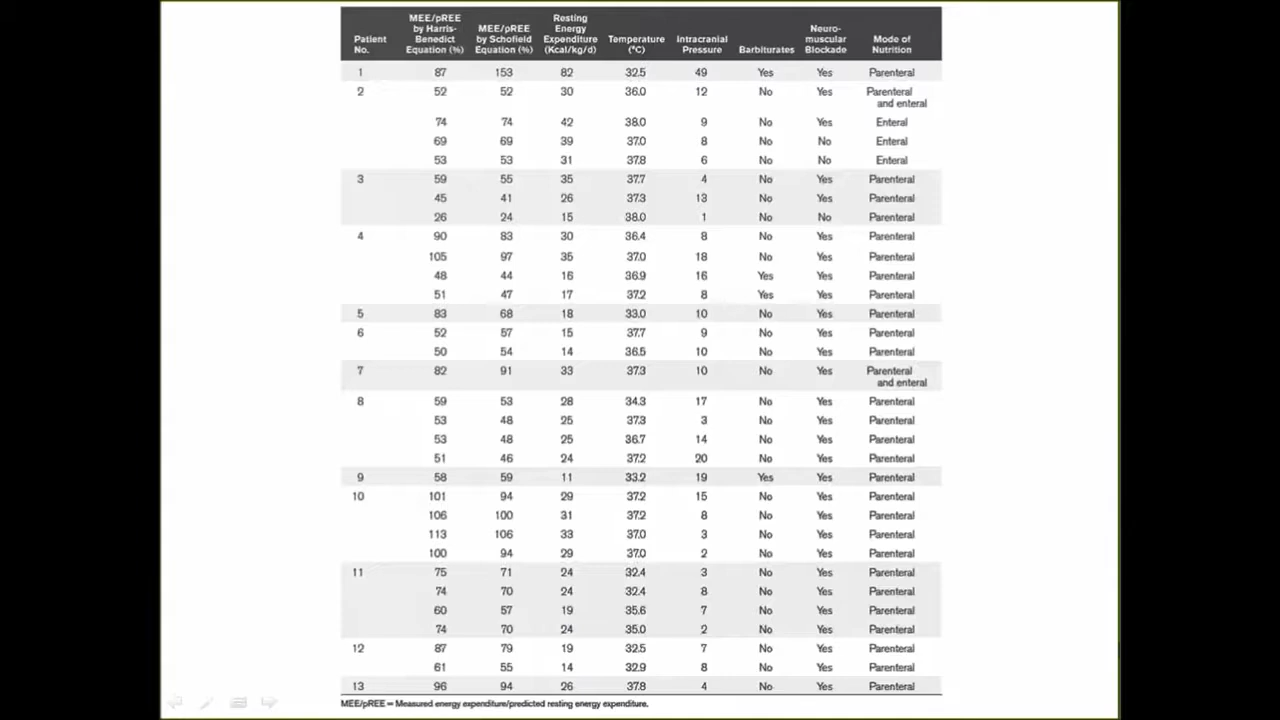 Patient No. MEE/pREE by Harris-Benedict Equation (%) MEE/pREE by Schofield Equation (%) Resting Energy Expenditure (Kcal/kg/d) Temperature (°C) Intracranial Pressure Barbiturates Neuro-muscular Blockade Mode of Nutrition
1 87 153 82 32.5 49 Yes Yes Parenteral
2 52 52 30 36.0 12 No Yes Parenteral and enteral
74 74 42 38.0 9 No Yes Enteral
69 69 39 37.0 8 No No Enteral
53 53 31 37.8 6 No No Enteral
3 59 55 35 37.7 4 No Yes Parenteral
45 41 26 37.3 13 No Yes Parenteral
26 24 15 38.0 1 No No Parenteral
4 90 83 30 36.4 8 No Yes Parenteral
105 97 35 37.0 18 No Yes Parenteral
48 44 16 36.9 16 Yes Yes Parenteral
51 47 17 37.2 8 Yes Yes Parenteral
5 83 68 18 33.0 10 No Yes Parenteral
6 52 57 15 37.7 9 No Yes Parenteral
50 54 14 36.5 10 No Yes Parenteral
7 82 91 33 37.3 10 No Yes Parenteral and enteral
8 59 53 28 34.3 17 No Yes Parenteral
53 48 25 37.3 3 No Yes Parenteral
53 48 25 36.7 14 No Yes Parenteral
51 46 24 37.2 20 No Yes Parenteral
9 58 59 11 33.2 19 Yes Yes Parenteral
10 101 94 29 37.2 15 No Yes Parenteral
106 100 31 37.2 8 No Yes Parenteral
113 106 33 37.0 3 No Yes Parenteral
100 94 29 37.0 2 No Yes Parenteral
11 75 71 24 32.4 3 No Yes Parenteral
74 70 24 32.4 8 No Yes Parenteral
60 57 19 35.6 7 No Yes Parenteral
74 70 24 35.0 2 No Yes Parenteral
12 87 79 19 32.5 7 No Yes Parenteral
61 55 14 32.9 8 No Yes Parenteral
13 96 94 26 37.8 4 No Yes Parenteral
MEE/pREE = Measured energy expenditure/predicted resting energy expenditure.